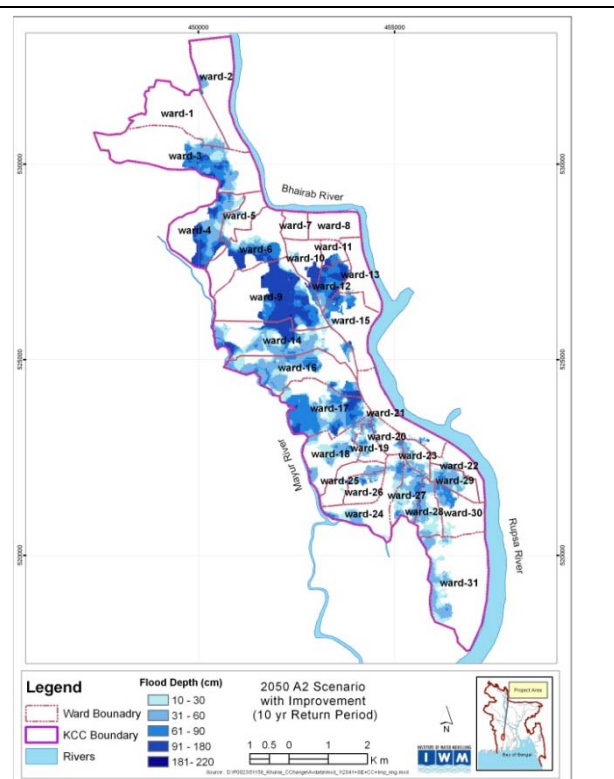 450000
455000
530000
530000
525000
525000
520000
520000
ward-2
ward-1
ward-3
Bhairab River
ward-5
ward-4
ward-7
ward-8
ward-6
ward-11
ward-10
ward-13
ward-12
ward-9
ward-15
ward-14
ward-16
ward-17
ward-21
ward-20
ward-19
ward-18
ward-23
ward-22
Mayur River
ward-25
ward-29
ward-26
ward-27
ward-24
ward-28
ward-30
Rupsa River
ward-31
Legend
Ward Bounadry
KCC Boundary
Rivers
Flood Depth (cm)
10 - 30
31 - 60
61 - 90
91 - 180
181- 220
2050 A2 Scenario
with Improvement
(10 yr Return Period)
1 0.5 0 1 2
K m
N
INSTITUTE OF WATER MODELLING
IWM
Project Area
Bay of Bengal